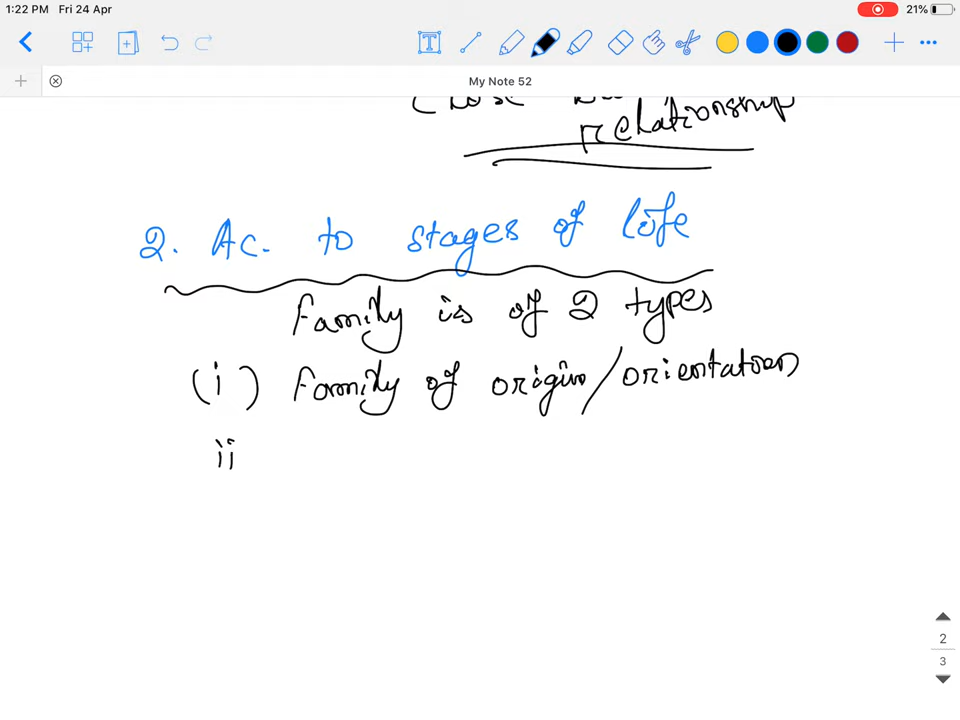 1:22 PM Fri 24 Apr 21%
My Note 52
relationship
2. Ac. to stages of life
Family is of 2 types
(i) Family of origin/orientation
ii
2
3